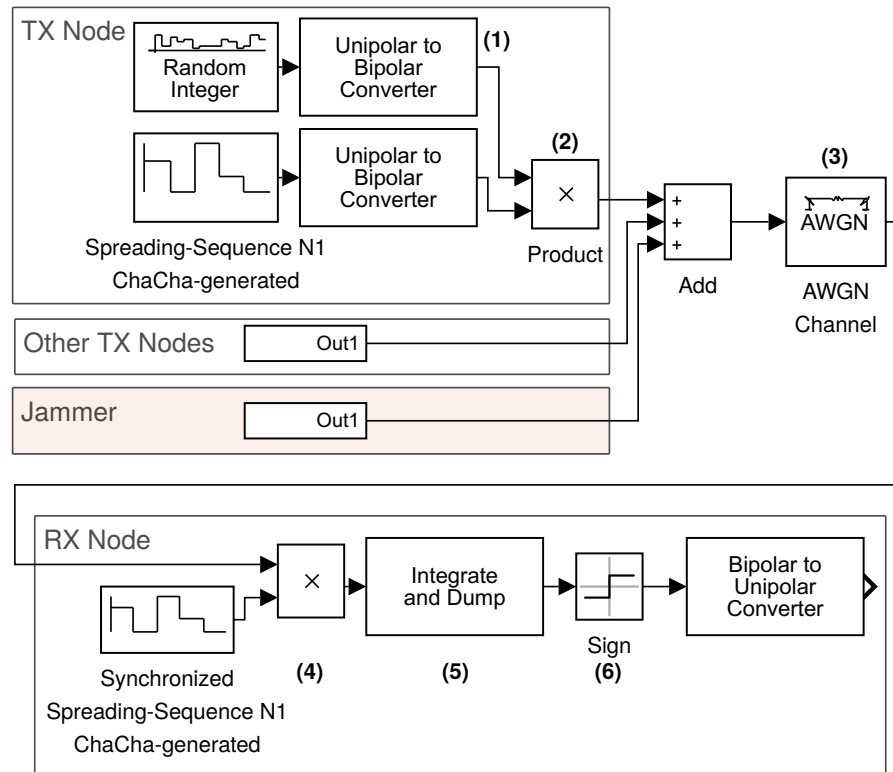 TX Node
Random
Integer
Unipolar to
Bipolar
Converter
(1)
Unipolar to
Bipolar
Converter
Spreading-Sequence N1
ChaCha-generated
(2)
×
Product
+
+
+
Add
(3)
AWGN
AWGN
Channel
Other TX Nodes
Out1
Jammer
Out1
RX Node
×
Integrate
and Dump
Bipolar to
Unipolar
Converter
Sign
Synchronized
Spreading-Sequence N1
ChaCha-generated
(4)
(5)
(6)